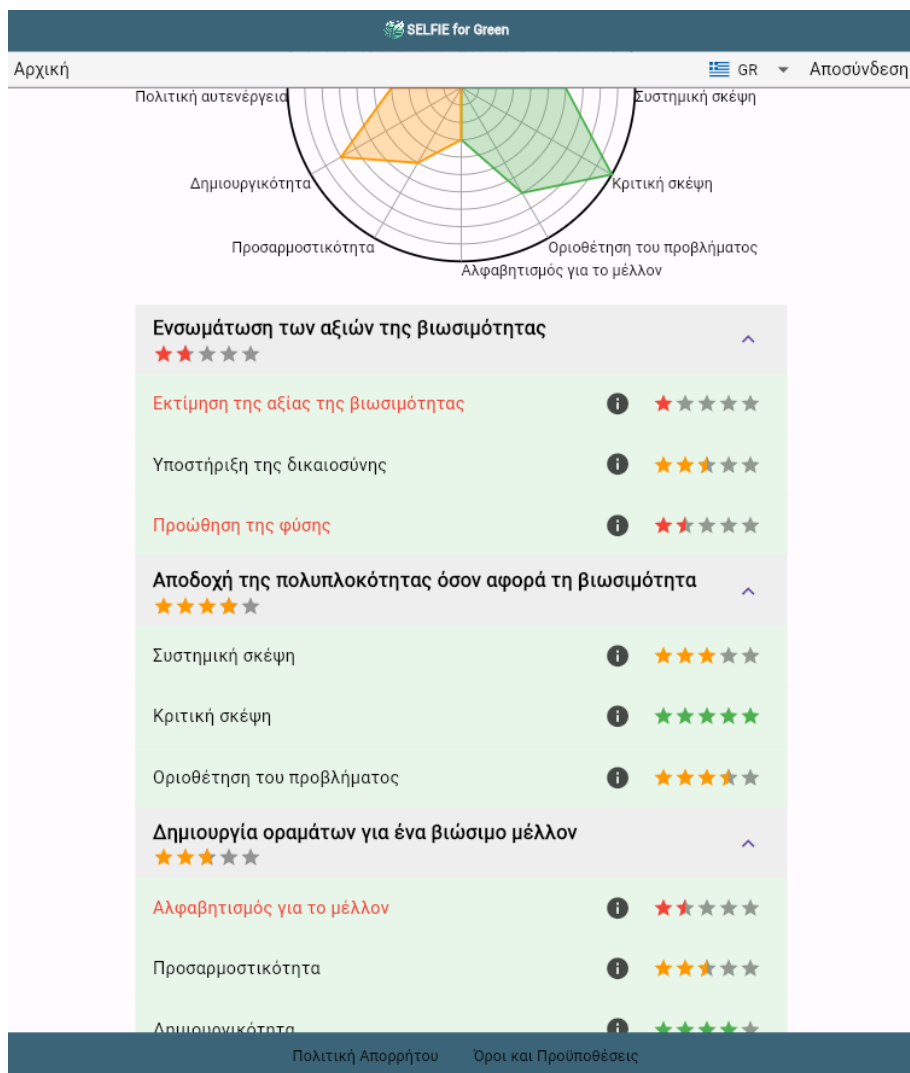 SELFIE for Green
Αρχική
GR
Αποσύνδεση
Πολιτική αυτενέργεια
Συστημική σκέψη
Δημιουργικότητα
Κριτική σκέψη
Προσαρμοστικότητα
Οριοθέτηση του προβλήματος
Αλφαβητισμός για το μέλλον
Ενσωμάτωση των αξιών της βιωσιμότητας
Εκτίμηση της αξίας της βιωσιμότητας
Υποστήριξη της δικαιοσύνης
Προώθηση της φύσης
Αποδοχή της πολυπλοκότητας όσον αφορά τη βιωσιμότητα
Συστημική σκέψη
Κριτική σκέψη
Οριοθέτηση του προβλήματος
Δημιουργία οραμάτων για ένα βιώσιμο μέλλον
Αλφαβητισμός για το μέλλον
Προσαρμοστικότητα
Δημιουργικότητα
Πολιτική Απορρήτου
Όροι και Προϋποθέσεις